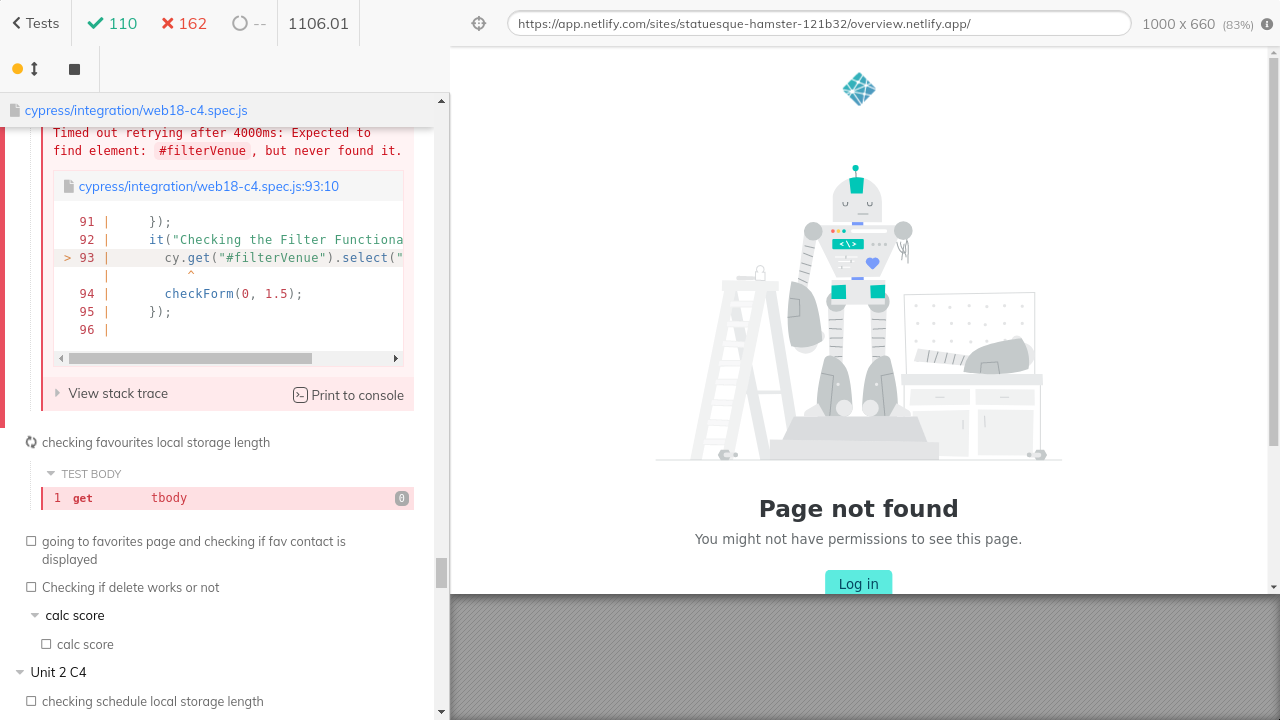 Tests
110
162
--
1106.01
https://app.netlify.com/sites/statuesque-hamster-121b32/overview.netlify.app/
1000 x 660 (83%)
cypress/integration/web18-c4.spec.js
Timed out retrying after 4000ms: Expected to
find element: #filterVenue, but never found it.
cypress/integration/web18-c4.spec.js:93:10
91 | });
92 | it("Checking the Filter Functiona
> 93 | cy.get("#filterVenue").select("
| ^
94 | checkForm(0, 1.5);
95 | });
96 |
View stack trace
Print to console
checking favourites local storage length
TEST BODY
1 get tbody 0
going to favorites page and checking if fav contact is
displayed
Checking if delete works or not
calc score
calc score
Unit 2 C4
checking schedule local storage length
</>
Page not found
You might not have permissions to see this page.
Log in